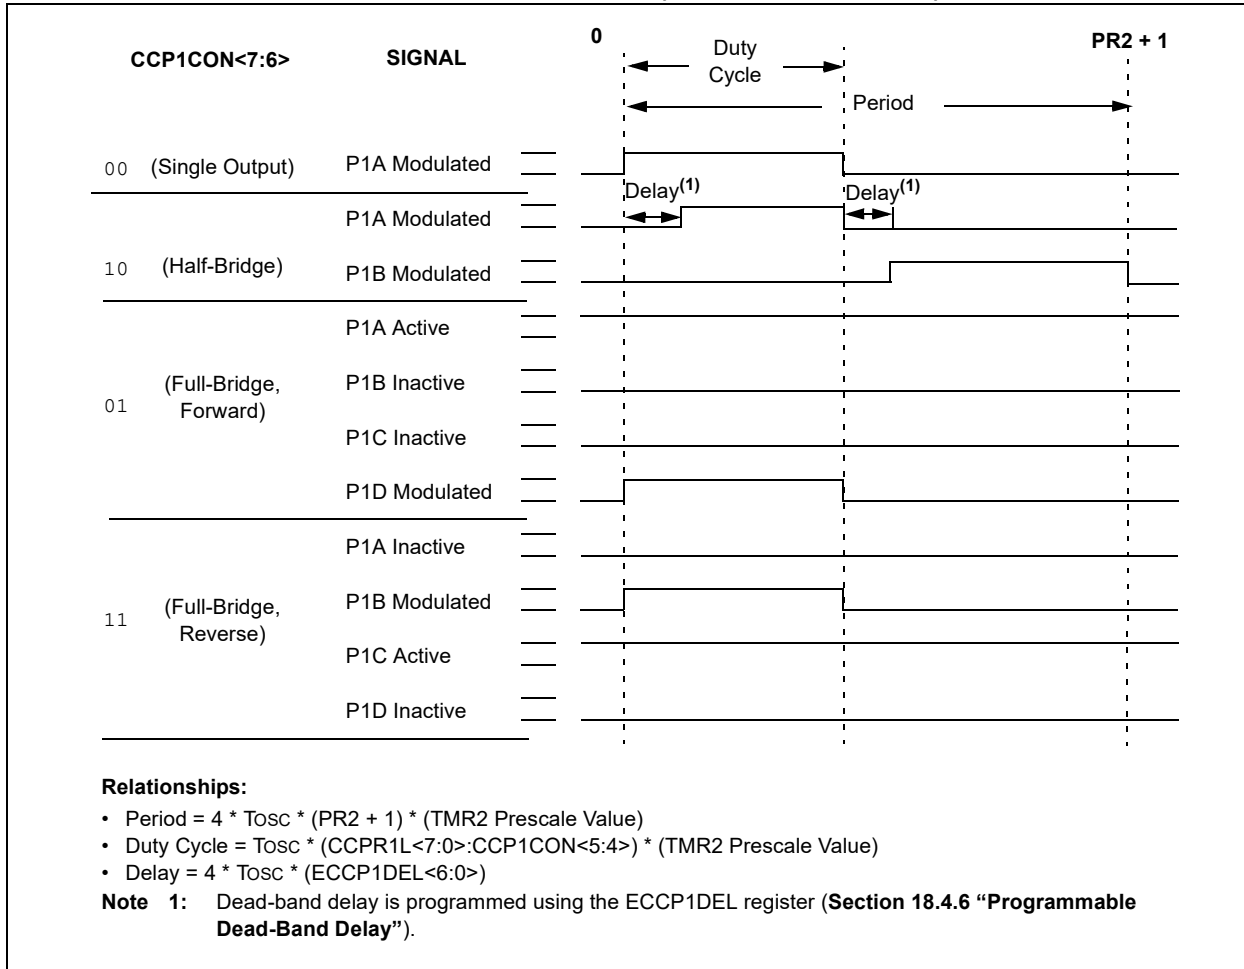 0
PR2 + 1
CCP1CON<7:6>
SIGNAL
Duty
Cycle
Period
00 (Single Output) P1A Modulated
Delay(1) Delay(1)
P1A Modulated
10 (Half-Bridge)
P1B Modulated
P1A Active
P1B Inactive
01 (Full-Bridge,
Forward)
P1C Inactive
P1D Modulated
P1A Inactive
P1B Modulated
11 (Full-Bridge,
Reverse)
P1C Active
P1D Inactive
Relationships:
• Period = 4 * TOSC * (PR2 + 1) * (TMR2 Prescale Value)
• Duty Cycle = TOSC * (CCPR1L<7:0>:CCP1CON<5:4>) * (TMR2 Prescale Value)
• Delay = 4 * TOSC * (ECCP1DEL<6:0>)
Note 1: Dead-band delay is programmed using the ECCP1DEL register (Section 18.4.6 “Programmable
Dead-Band Delay”).